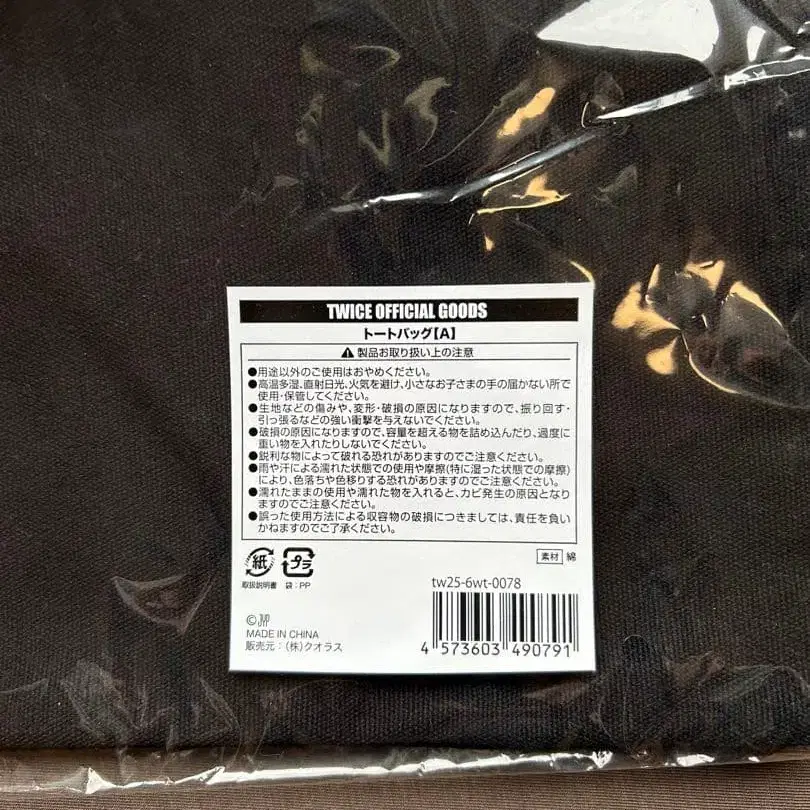 TWICE OFFICIAL GOODS
トートバッグ【A】
⚠製品お取り扱い上の注意
●用途以外のご使用はおやめください。
●高温多湿、直射日光、火気を避け、小さなお子さまの手の届かない所で
使用・保管してください。
●生地などの傷みや、変形・破損の原因になりますので、振り回す・
引っ張るなどの強い衝撃を与えないでください。
●破損の原因になりますので、容量を超える物を詰め込んだり、過度に
重い物を入れたりしないでください。
●鋭利な物によって破れる恐れがありますのでご注意ください。
●雨や汗による濡れた状態での使用や摩擦(特に湿った状態での摩擦)
により、色落ちや色移りする恐れがありますのでご注意ください。
●濡れたままの使用や濡れた物を入れると、カビ発生の原因となり
ますのでご注意ください。
●誤った使用方法による収容物の破損につきましては、責任を負い
かねますのでご了承ください。
紙 プラ
取扱説明書 袋：PP
素材 綿
tw25-6wt-0078
©JYP
MADE IN CHINA
販売元：(株)クオラス
4 573603 490791